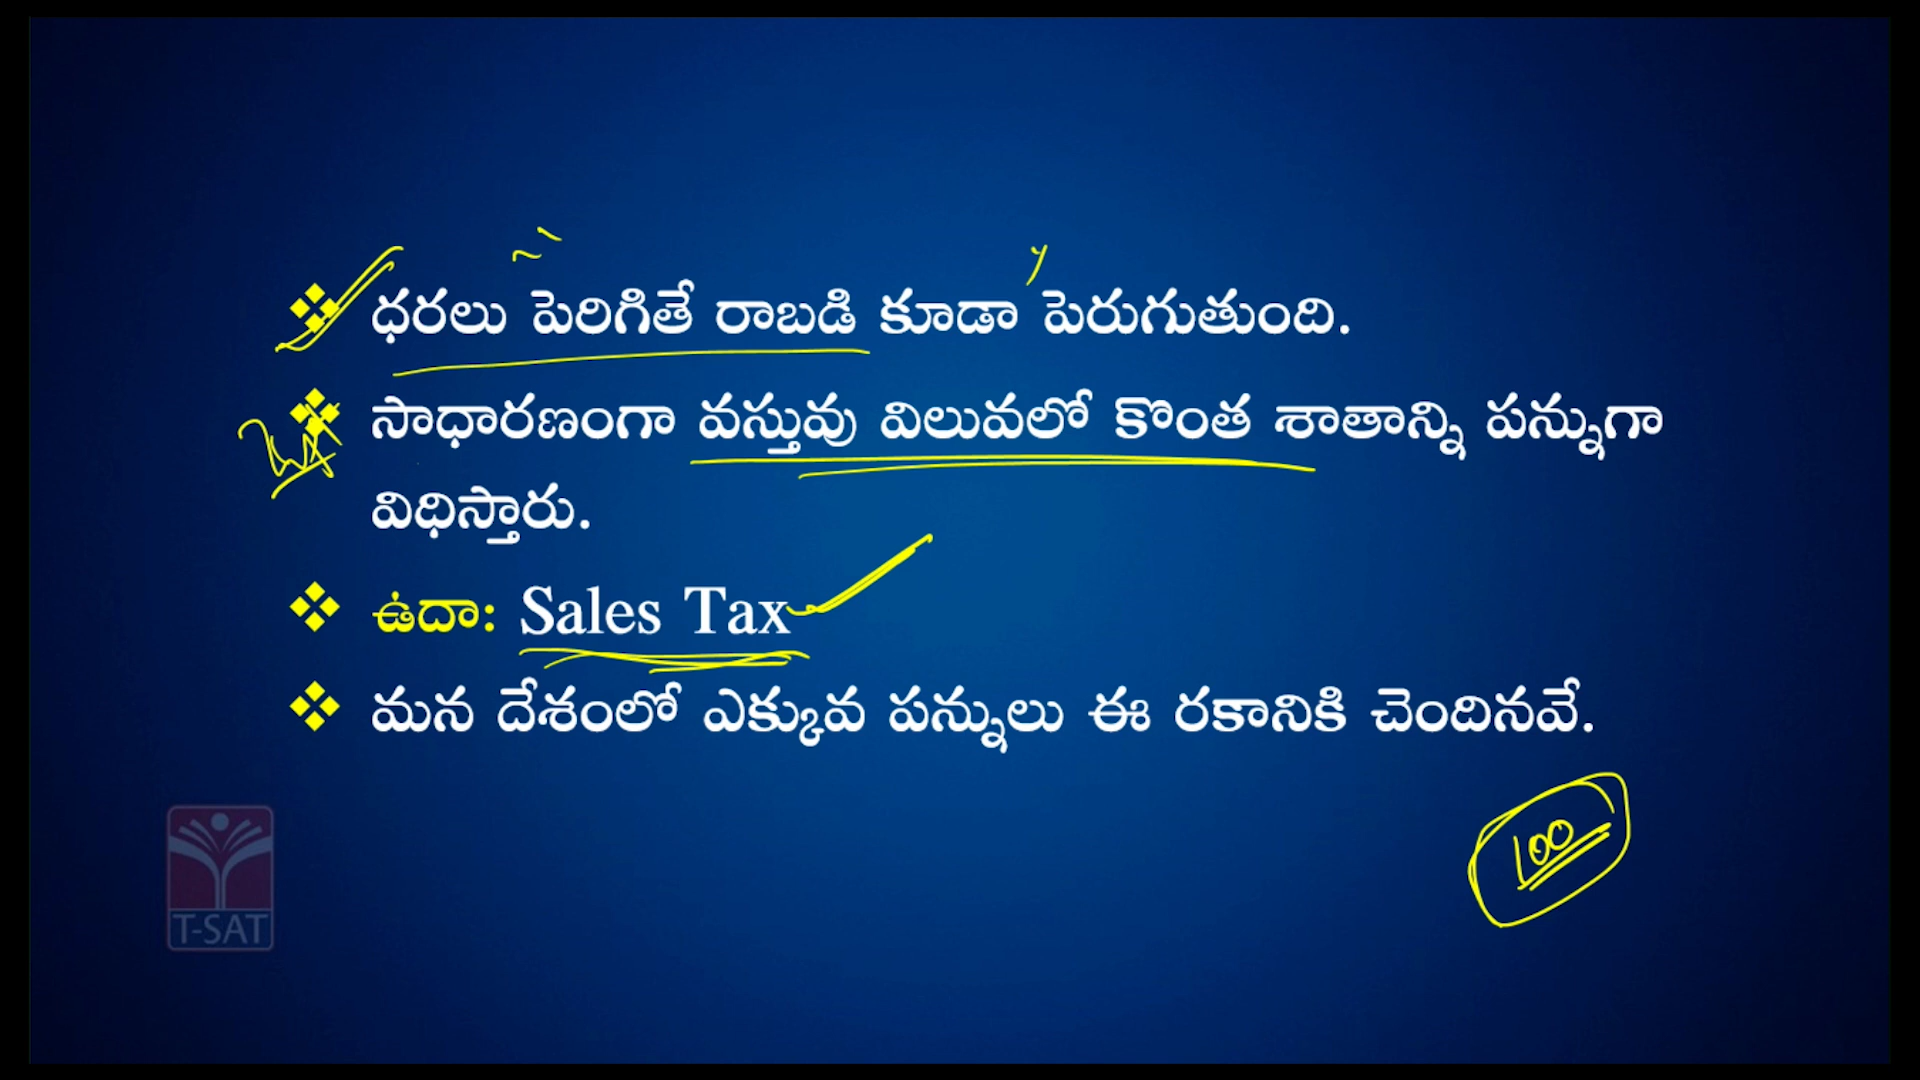 ధరలు పెరిగితే రాబడి కూడా పెరుగుతుంది.
సాధారణంగా వస్తువు విలువలో కొంత శాతాన్ని పన్నుగా
విధిస్తారు.
ఉదా: Sales Tax
మన దేశంలో ఎక్కువ పన్నులు ఈ రకానికి చెందినవే.
100
T-SAT